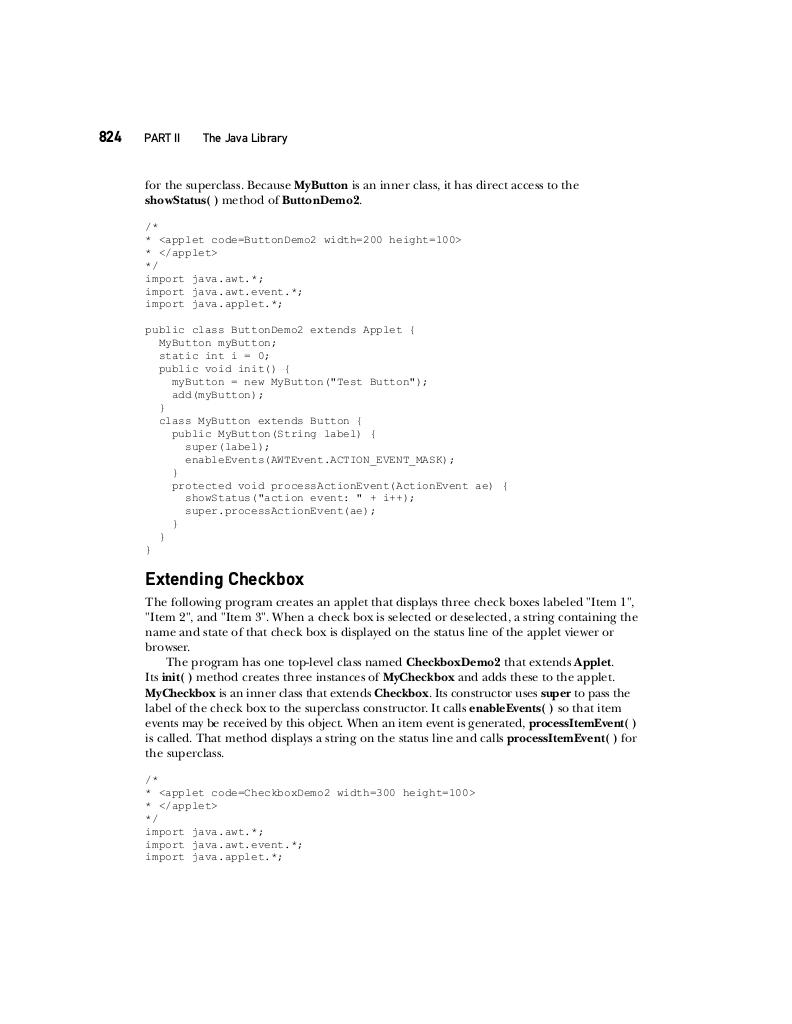 824 PART II The Java Library
for the superclass. Because MyButton is an inner class, it has direct access to the
showStatus( ) method of ButtonDemo2.
/*
* <applet code=ButtonDemo2 width=200 height=100>
* </applet>
*/
import java.awt.*;
import java.awt.event.*;
import java.applet.*;
public class ButtonDemo2 extends Applet {
MyButton myButton;
static int i = 0;
public void init() {
myButton = new MyButton("Test Button");
add(myButton);
}
class MyButton extends Button {
public MyButton(String label) {
super(label);
enableEvents(AWTEvent.ACTION_EVENT_MASK);
}
protected void processActionEvent(ActionEvent ae) {
showStatus("action event: " + i++);
super.processActionEvent(ae);
}
}
}
Extending Checkbox
The following program creates an applet that displays three check boxes labeled "Item 1",
"Item 2", and "Item 3". When a check box is selected or deselected, a string containing the
name and state of that check box is displayed on the status line of the applet viewer or
browser.
The program has one top-level class named CheckboxDemo2 that extends Applet.
Its init( ) method creates three instances of MyCheckbox and adds these to the applet.
MyCheckbox is an inner class that extends Checkbox. Its constructor uses super to pass the
label of the check box to the superclass constructor. It calls enableEvents( ) so that item
events may be received by this object. When an item event is generated, processItemEvent( )
is called. That method displays a string on the status line and calls processItemEvent( ) for
the superclass.
/*
* <applet code=CheckboxDemo2 width=300 height=100>
* </applet>
*/
import java.awt.*;
import java.awt.event.*;
import java.applet.*;